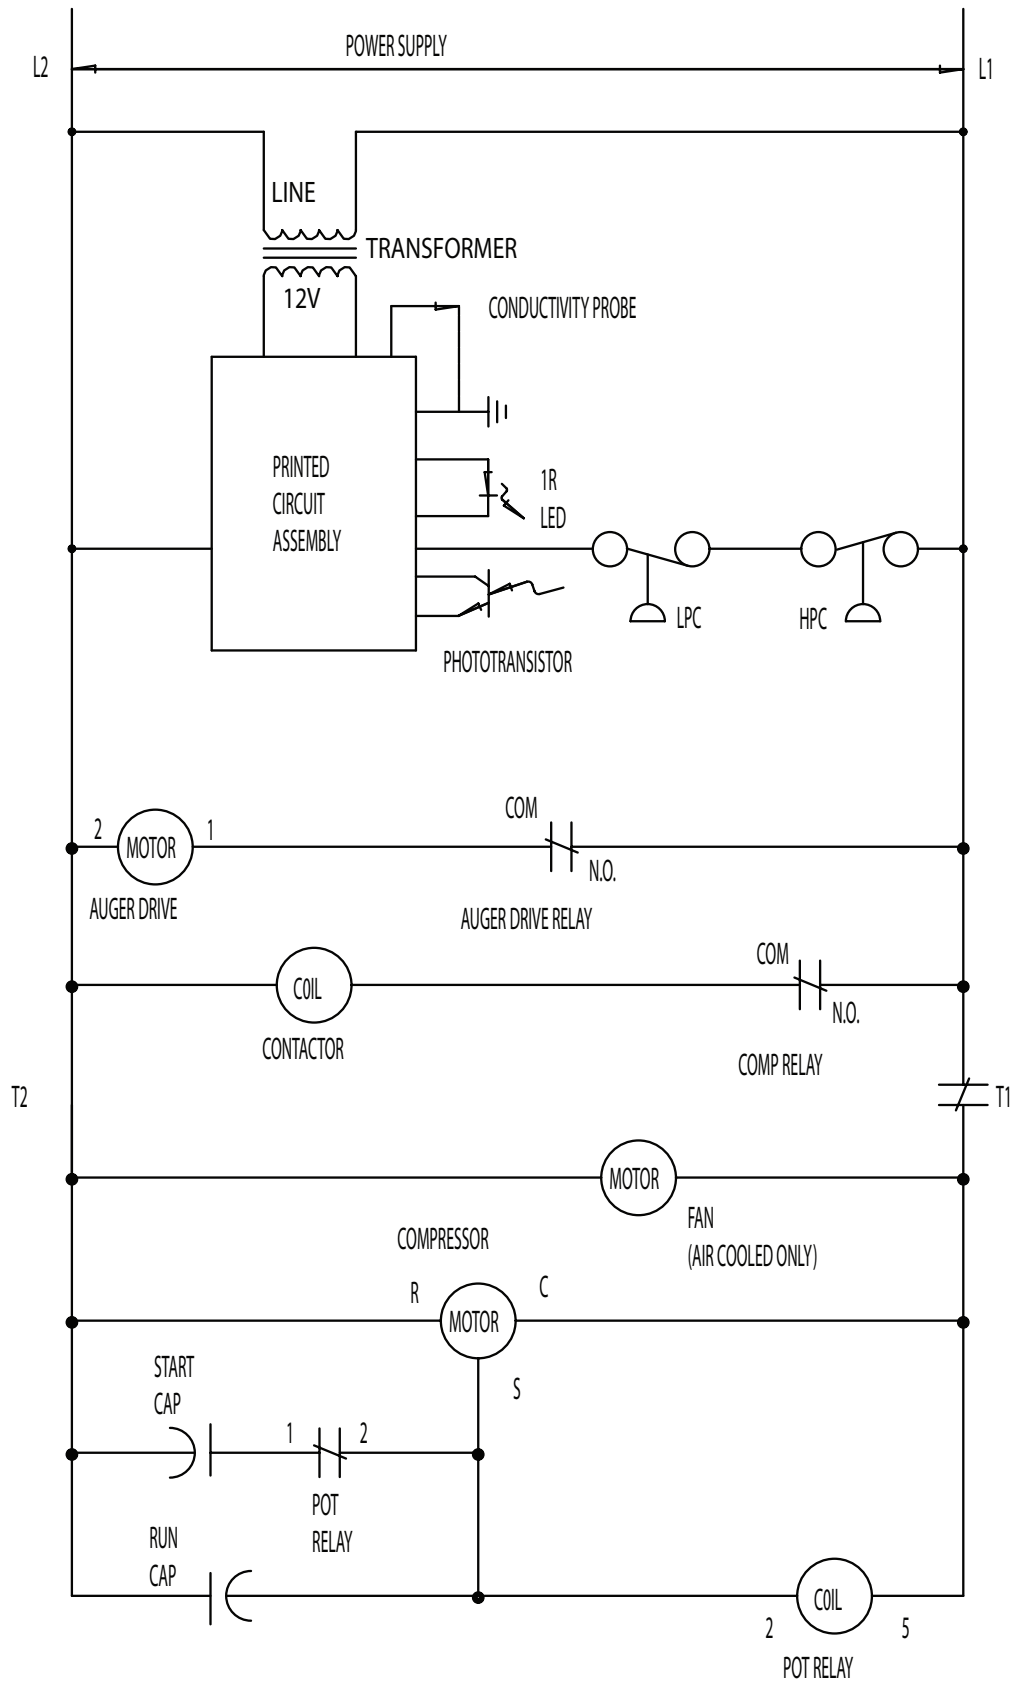 POWER SUPPLY
L2
L1
LINE
TRANSFORMER
12V
CONDUCTIVITY PROBE
PRINTED
CIRCUIT
ASSEMBLY
1R
LED
LPC
HPC
PHOTOTRANSISTOR
COM
2
MOTOR
1
N.O.
AUGER DRIVE
AUGER DRIVE RELAY
COM
COIL
N.O.
CONTACTOR
COMP RELAY
T2
T1
MOTOR
FAN
(AIR COOLED ONLY)
COMPRESSOR
R
C
MOTOR
START
CAP
S
1
2
POT
RELAY
RUN
CAP
COIL
2
5
POT RELAY